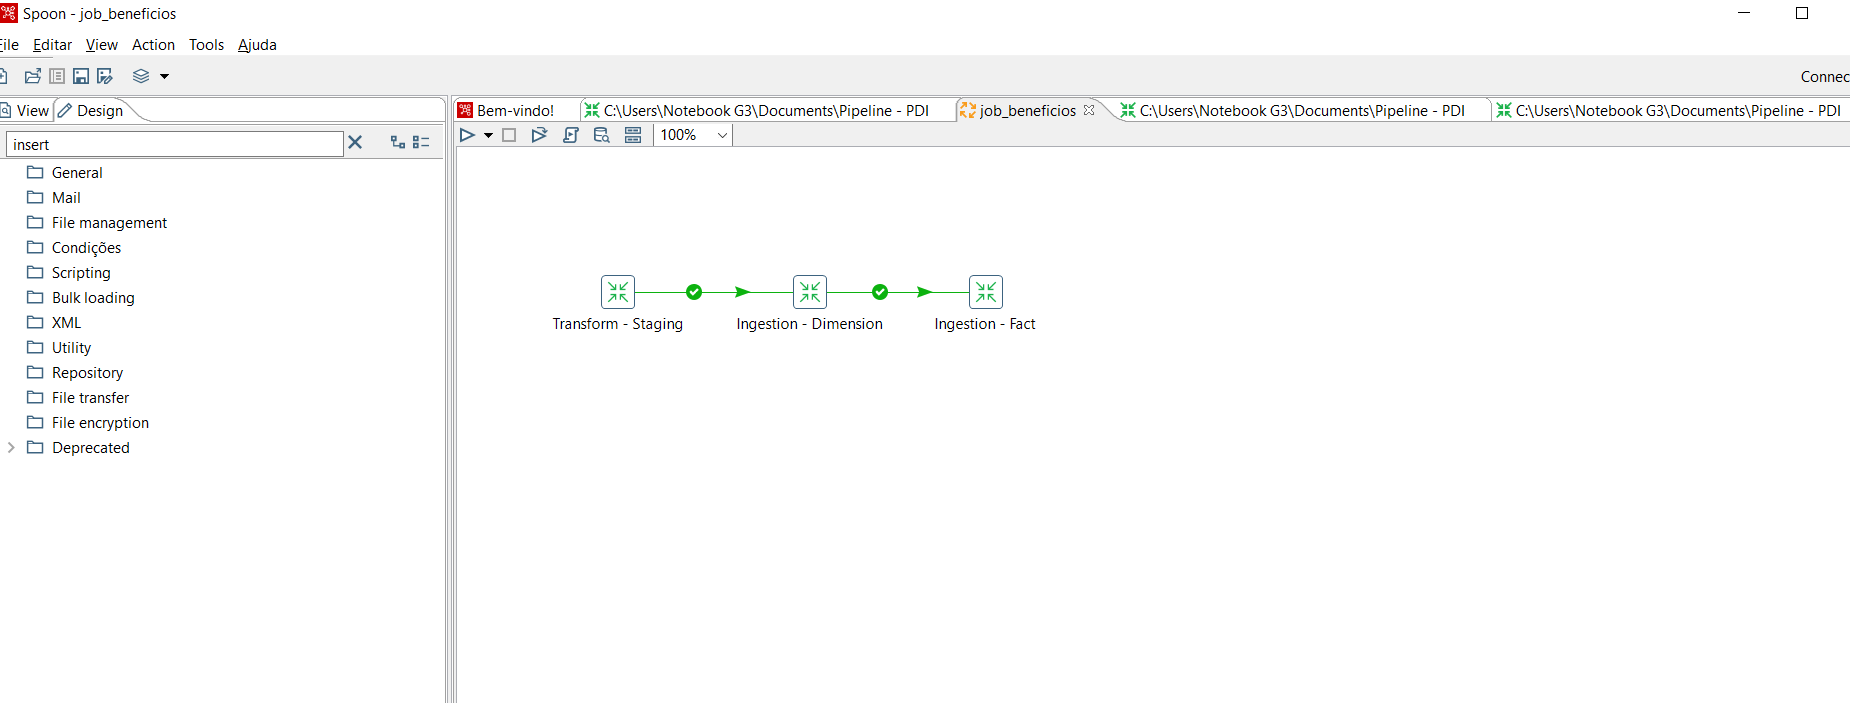 Spoon - job_beneficios
File Editar View Action Tools Ajuda
Connec
View Design
Bem-vindo! C:\Users\Notebook G3\Documents\Pipeline - PDI job_beneficios C:\Users\Notebook G3\Documents\Pipeline - PDI C:\Users\Notebook G3\Documents\Pipeline - PDI
100%
insert
General
Mail
File management
Condições
Scripting
Bulk loading
XML
Utility
Repository
File transfer
File encryption
Deprecated
Transform - Staging Ingestion - Dimension Ingestion - Fact